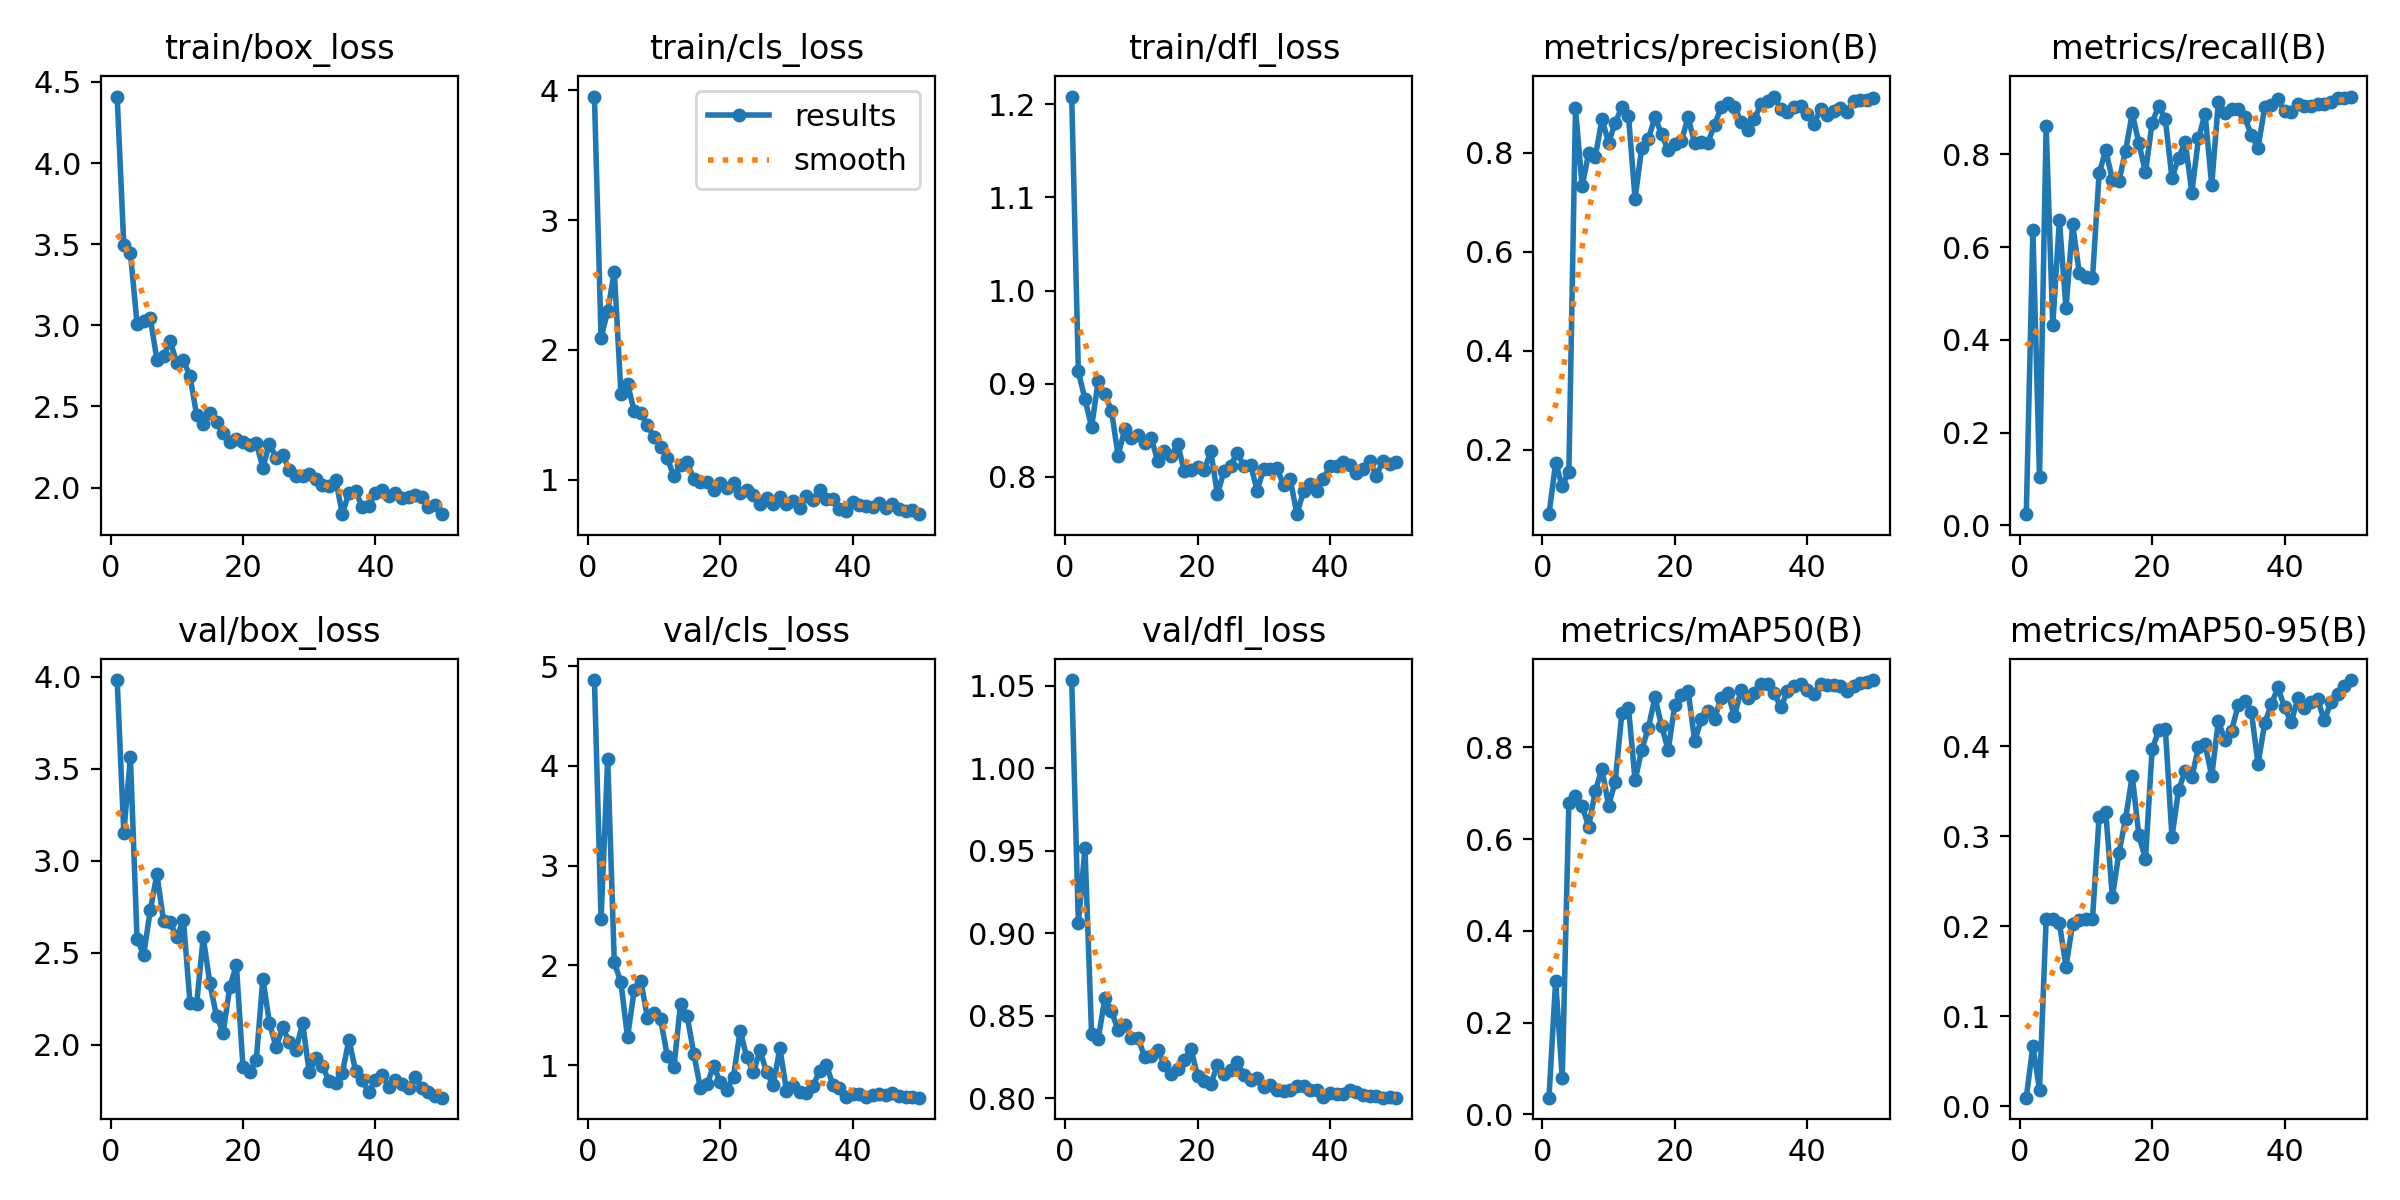 train/box_loss
4.5
4.0
3.5
3.0
2.5
2.0
0 20 40
train/cls_loss
results
smooth
4
3
2
1
0 20 40
train/dfl_loss
1.2
1.1
1.0
0.9
0.8
0 20 40
metrics/precision(B)
0.8
0.6
0.4
0.2
0 20 40
metrics/recall(B)
0.8
0.6
0.4
0.2
0.0
0 20 40
val/box_loss
4.0
3.5
3.0
2.5
2.0
0 20 40
val/cls_loss
5
4
3
2
1
0 20 40
val/dfl_loss
1.05
1.00
0.95
0.90
0.85
0.80
0 20 40
metrics/mAP50(B)
0.8
0.6
0.4
0.2
0.0
0 20 40
metrics/mAP50-95(B)
0.4
0.3
0.2
0.1
0.0
0 20 40